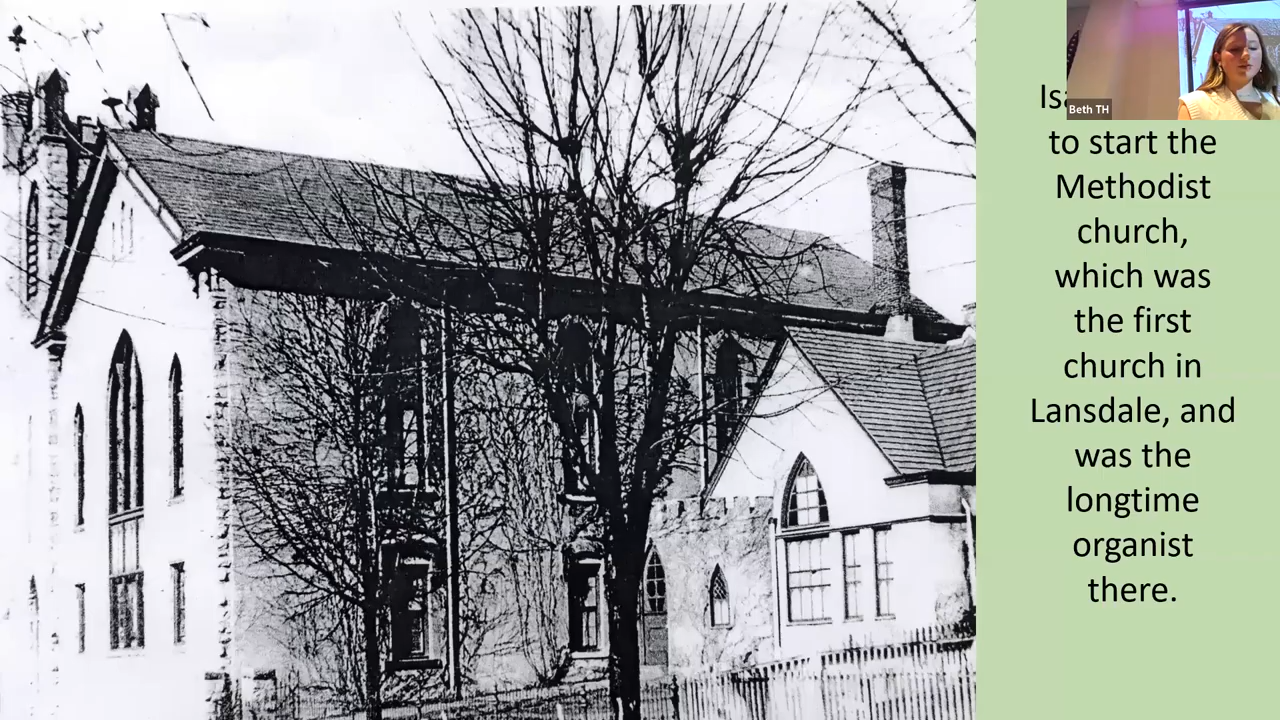 Beth TH
to start the
Methodist
church,
which was
the first
church in
Lansdale, and
was the
longtime
organist
there.